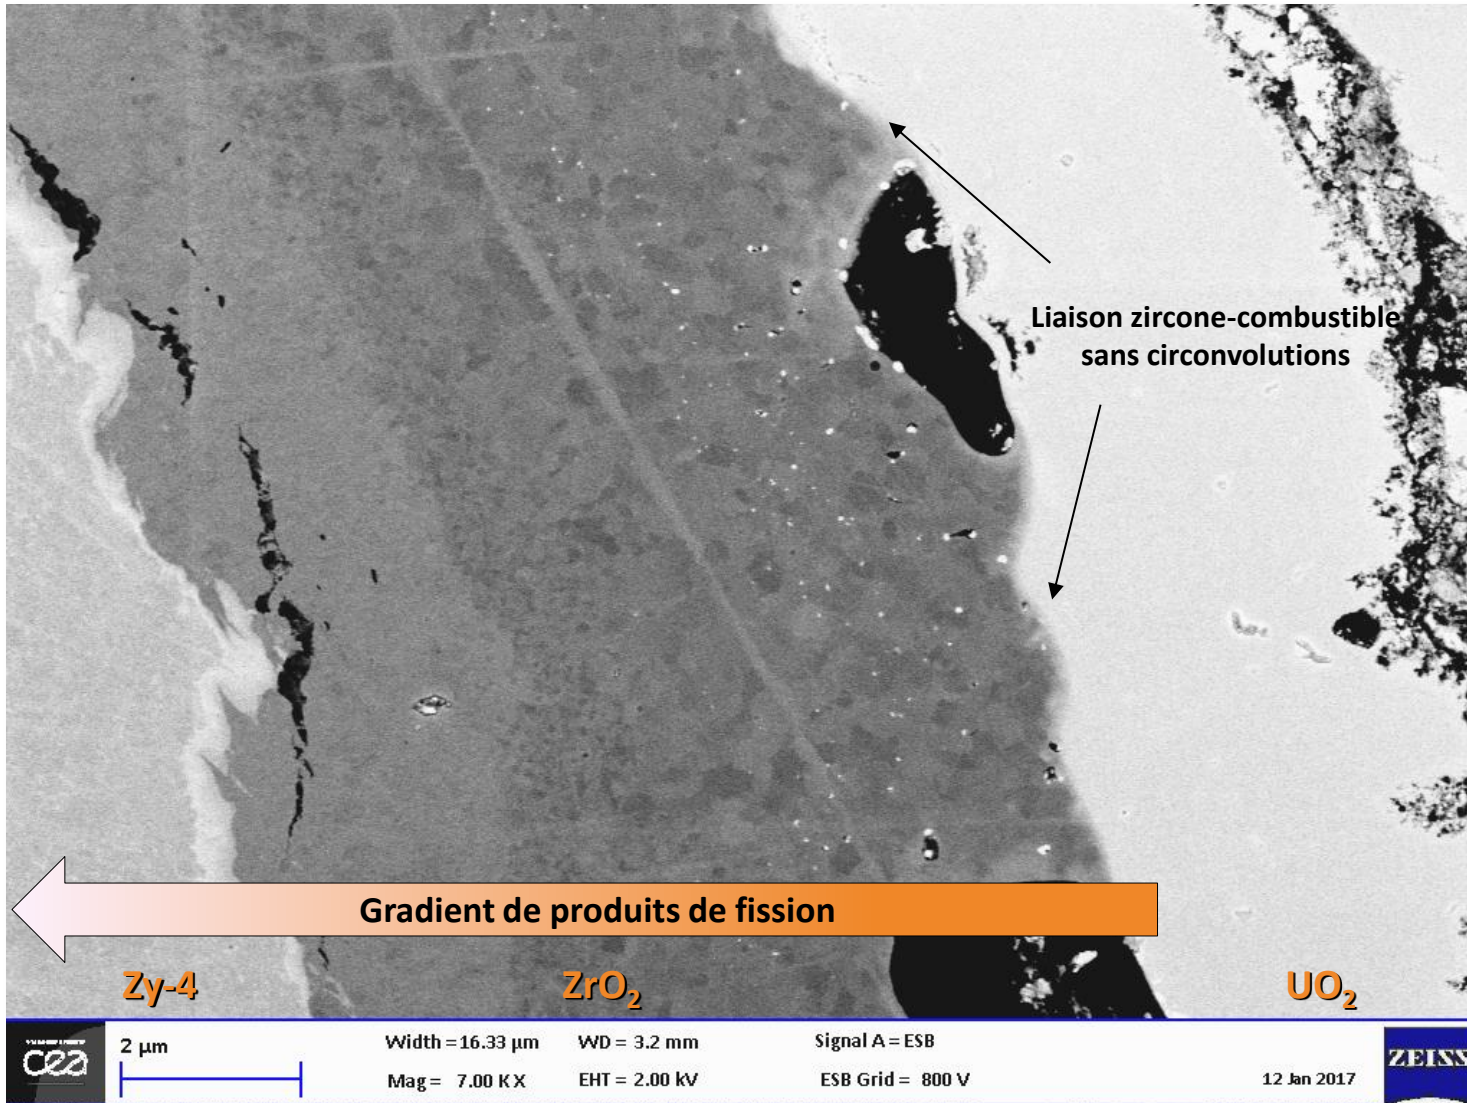 Liaison zircone-combustible
sans circonvolutions
Gradient de produits de fission
Zy-4
ZrO₂
UO₂
cea
2 µm
Width = 16.33 µm
WD = 3.2 mm
Signal A = ESB
Mag = 7.00 K X
EHT = 2.00 kV
ESB Grid = 800 V
12 Jan 2017
ZEISS